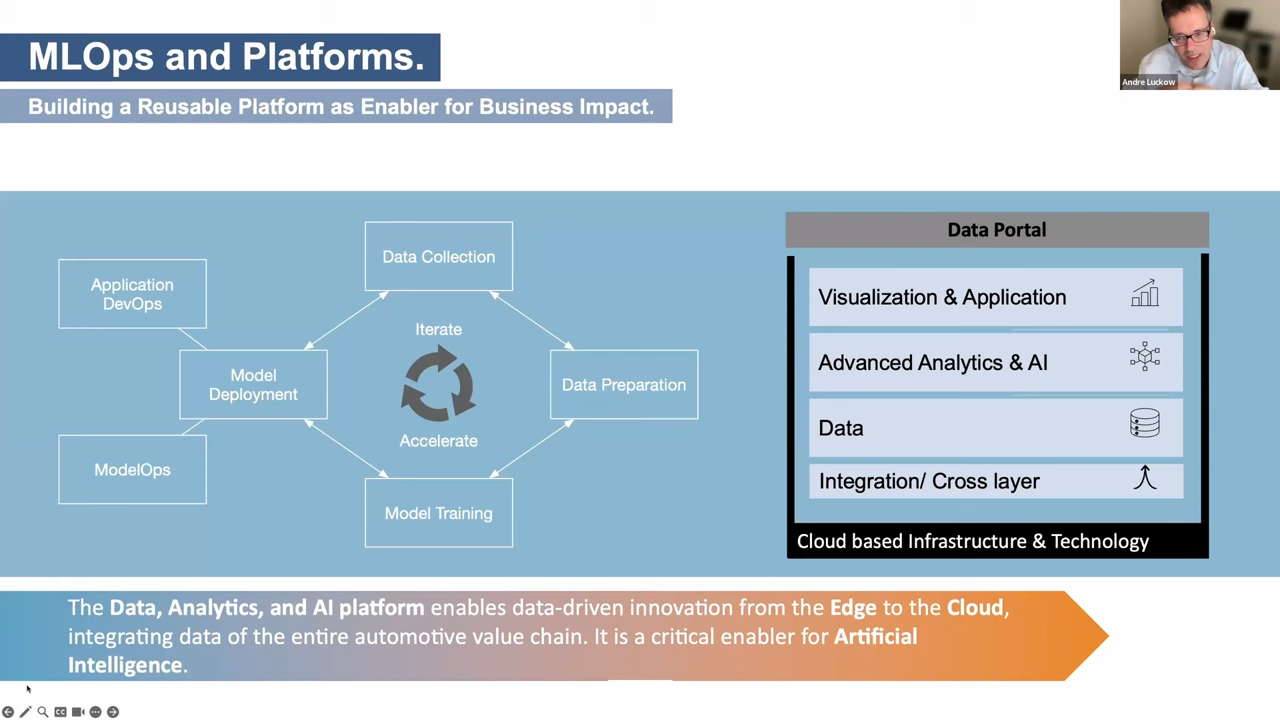 MLOps and Platforms.
Building a Reusable Platform as Enabler for Business Impact.
Andre Luckow
Data Collection
Application
DevOps
Iterate
Model
Deployment
Data Preparation
Accelerate
ModelOps
Model Training
Data Portal
Visualization & Application
Advanced Analytics & AI
Data
Integration/ Cross layer
Cloud based Infrastructure & Technology
The Data, Analytics, and AI platform enables data-driven innovation from the Edge to the Cloud,
integrating data of the entire automotive value chain. It is a critical enabler for Artificial
Intelligence.
CC